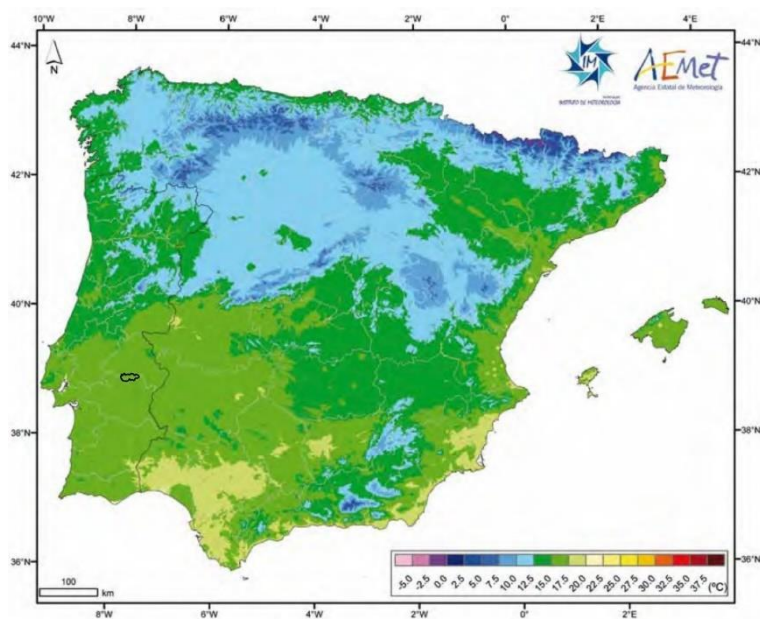 10°W 8°W 6°W 4°W 2°W 0° 2°E 4°E
44°N 44°N
N
IM
INSTITUTO DE METEOROLOGIA
AEMet
Agencia Estatal de Meteorología
42°N 42°N
40°N 40°N
38°N 38°N
36°N 36°N
-5.0 -2.5 0.0 2.5 5.0 7.5 10.0 12.5 15.0 17.5 20.0 22.5 25.0 27.5 30.0 32.5 35.0 37.5 (°C)
100
km
8°W 6°W 4°W 2°W 0° 2°E